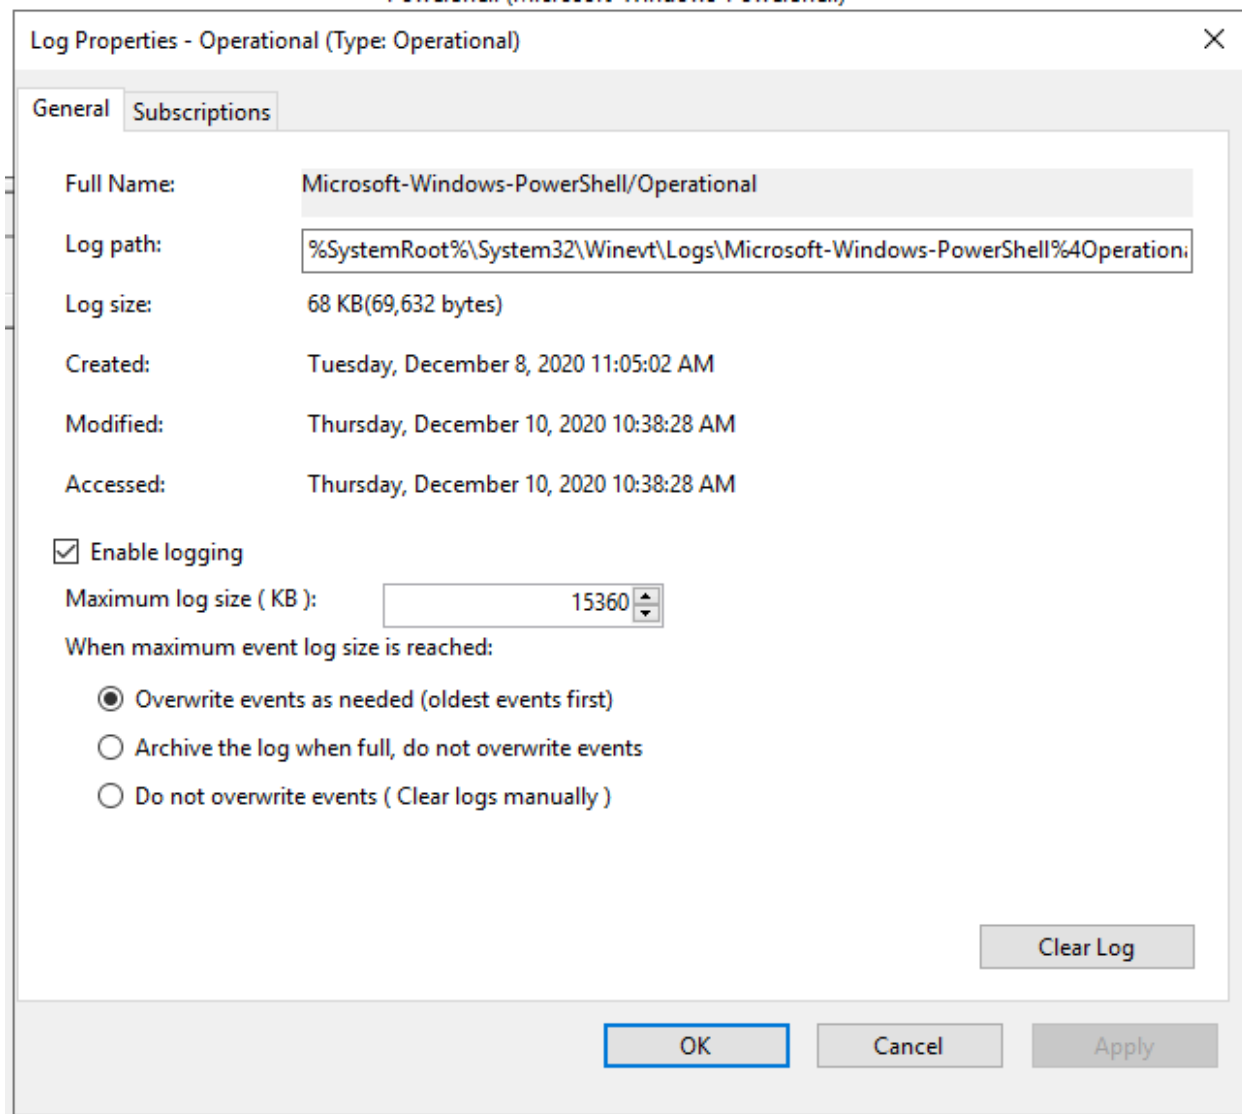 Log Properties - Operational (Type: Operational)
General
Subscriptions
Full Name: Microsoft-Windows-PowerShell/Operational
Log path: %SystemRoot%\System32\Winevt\Logs\Microsoft-Windows-PowerShell%4Operationa
Log size: 68 KB(69,632 bytes)
Created: Tuesday, December 8, 2020 11:05:02 AM
Modified: Thursday, December 10, 2020 10:38:28 AM
Accessed: Thursday, December 10, 2020 10:38:28 AM
Enable logging
Maximum log size ( KB ): 15360
When maximum event log size is reached:
Overwrite events as needed (oldest events first)
Archive the log when full, do not overwrite events
Do not overwrite events ( Clear logs manually )
Clear Log
OK Cancel Apply